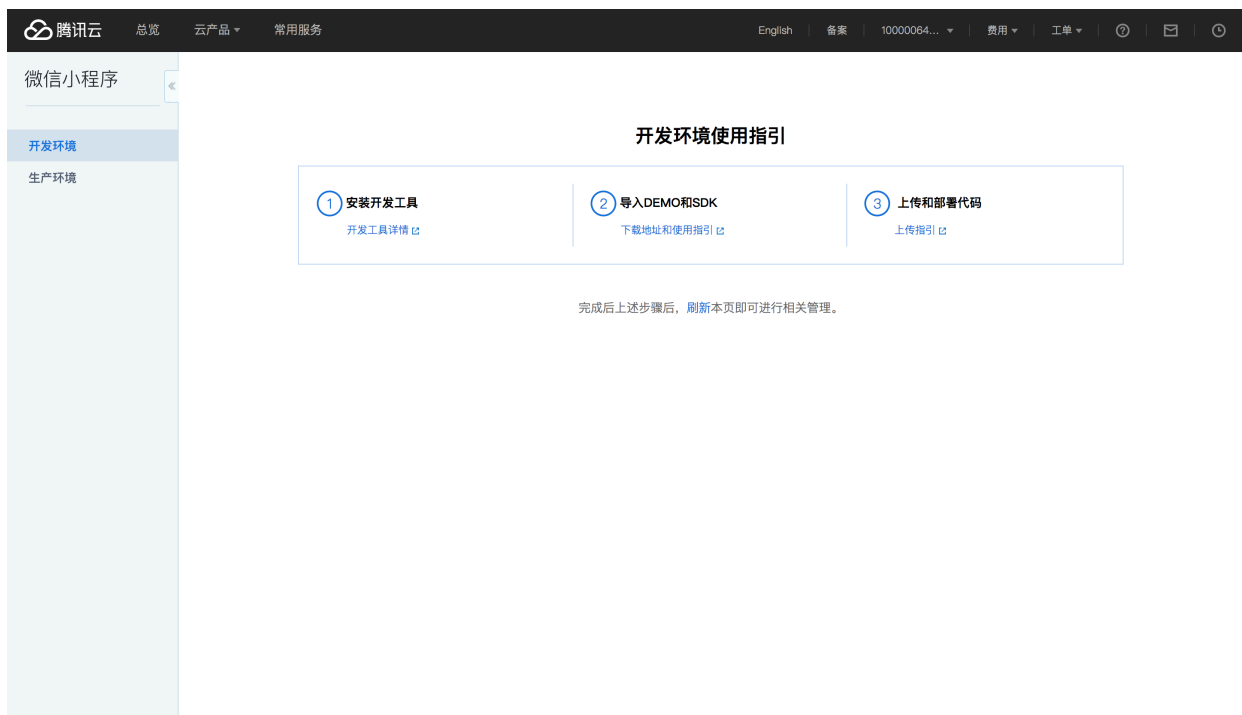 腾讯云 总览 云产品 常用服务 English 备案 10000064... 费用 工单
微信小程序
开发环境
生产环境
开发环境使用指引
1 安装开发工具
开发工具详情
2 导入DEMO和SDK
下载地址和使用指引
3 上传和部署代码
上传指引
完成后上述步骤后，刷新本页即可进行相关管理。